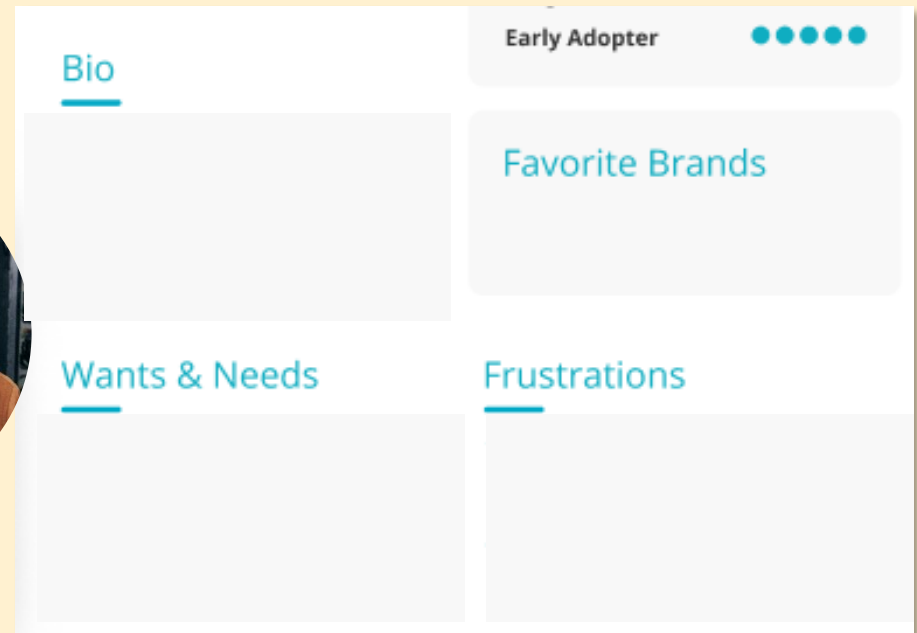 Early Adopter
Bio
Favorite Brands
Wants & Needs
Frustrations